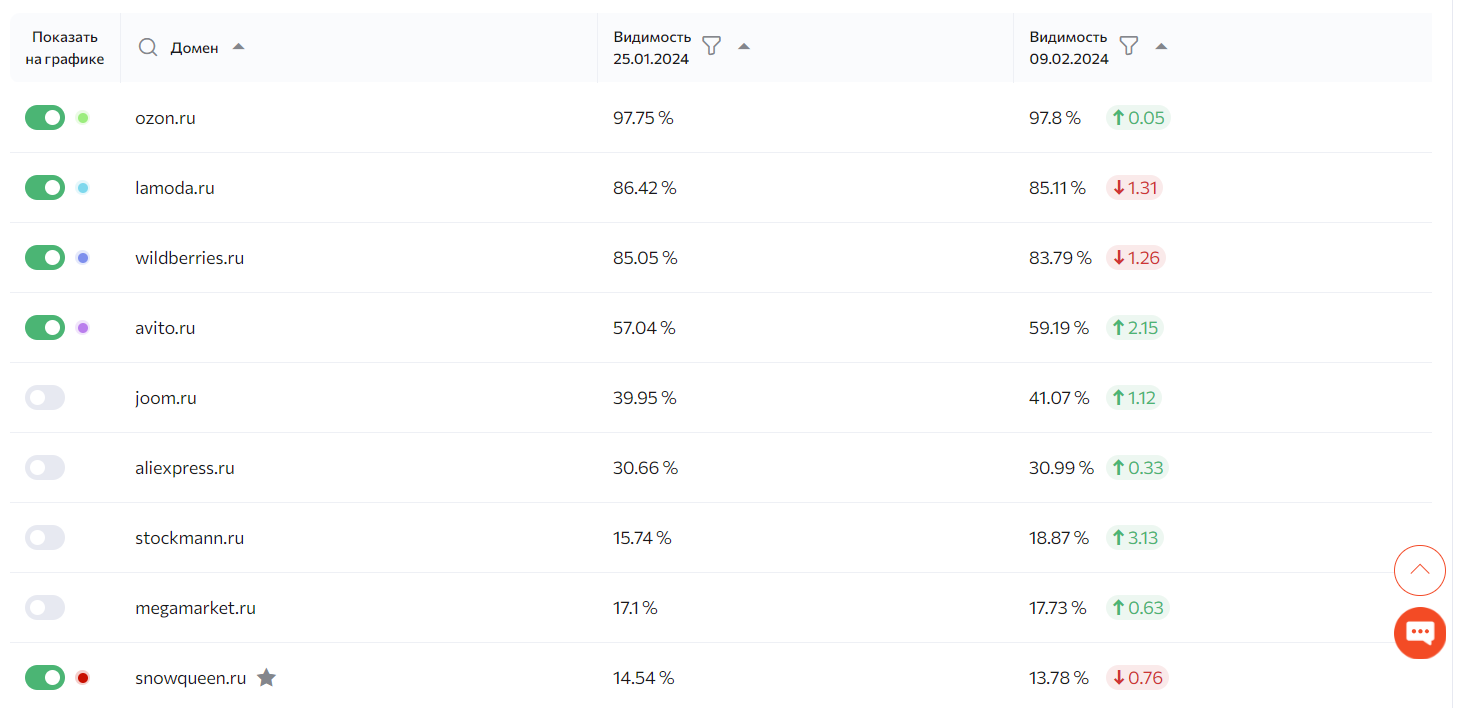 Показать на графике
Домен
Видимость 25.01.2024
Видимость 09.02.2024
ozon.ru 97.75 % 97.8 % ↑0.05
lamoda.ru 86.42 % 85.11 % ↓1.31
wildberries.ru 85.05 % 83.79 % ↓1.26
avito.ru 57.04 % 59.19 % ↑2.15
joom.ru 39.95 % 41.07 % ↑1.12
aliexpress.ru 30.66 % 30.99 % ↑0.33
stockmann.ru 15.74 % 18.87 % ↑3.13
megamarket.ru 17.1 % 17.73 % ↑0.63
snowqueen.ru 14.54 % 13.78 % ↓0.76